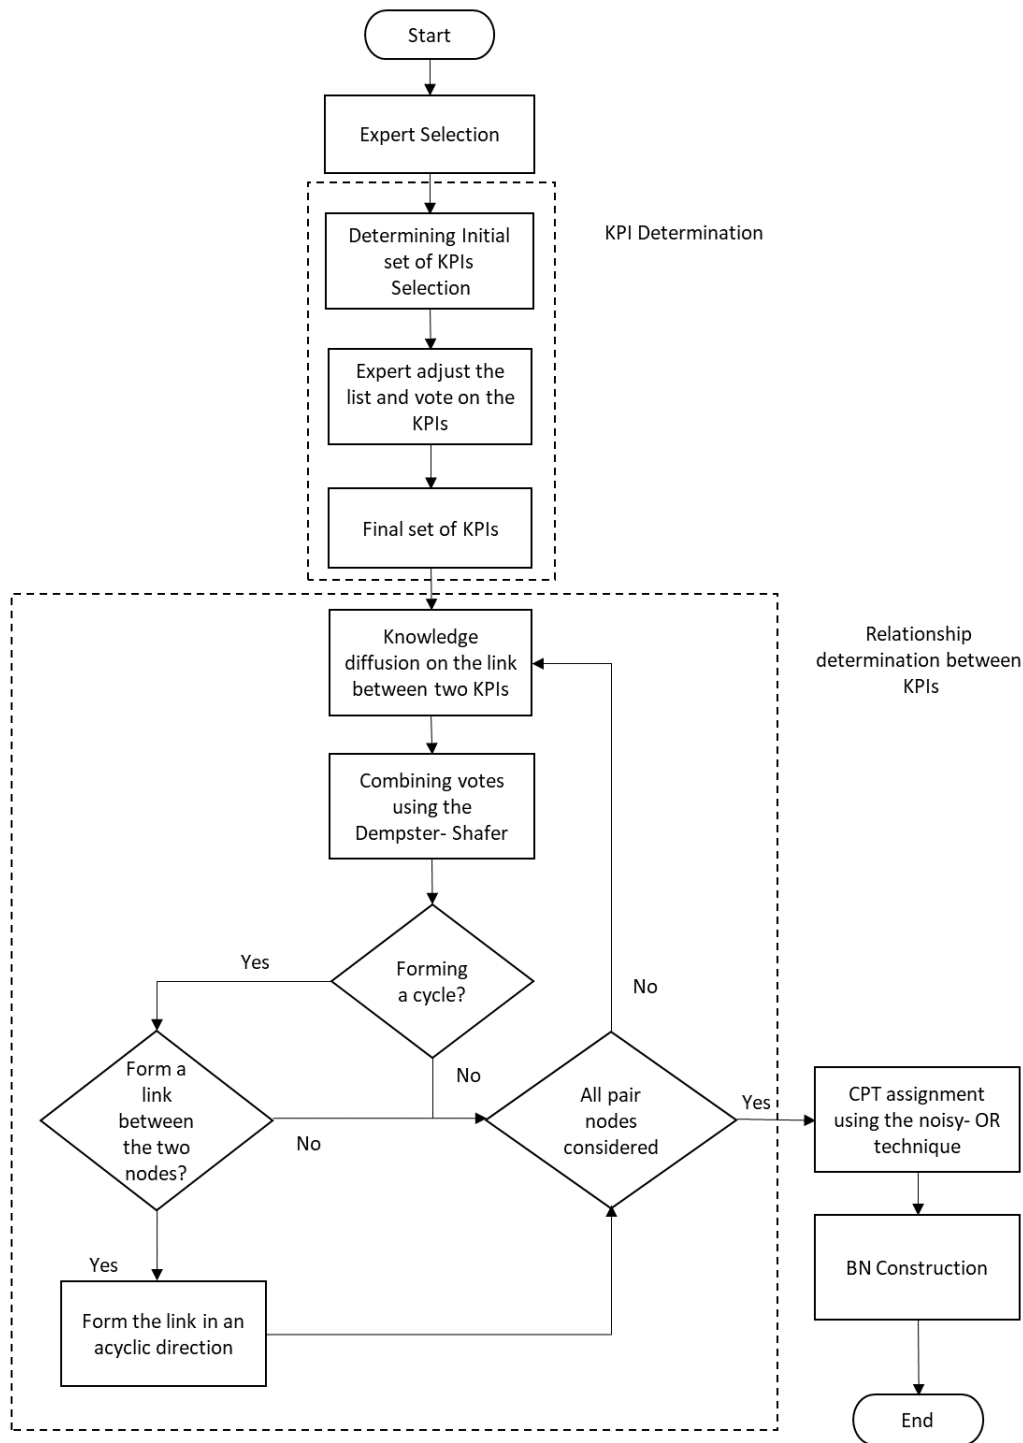 Start
Expert Selection
Determining Initial
set of KPIs
Selection
KPI Determination
Expert adjust the
list and vote on the
KPIs
Final set of KPIs
Knowledge
diffusion on the link
between two KPIs
Relationship
determination between
KPIs
Combining votes
using the
Dempster- Shafer
Forming
a cycle?
Yes
No
No
Form a
link
between
the two
nodes?
No
All pair
nodes
considered
Yes
CPT assignment
using the noisy- OR
technique
Yes
Form the link in an
acyclic direction
BN Construction
End